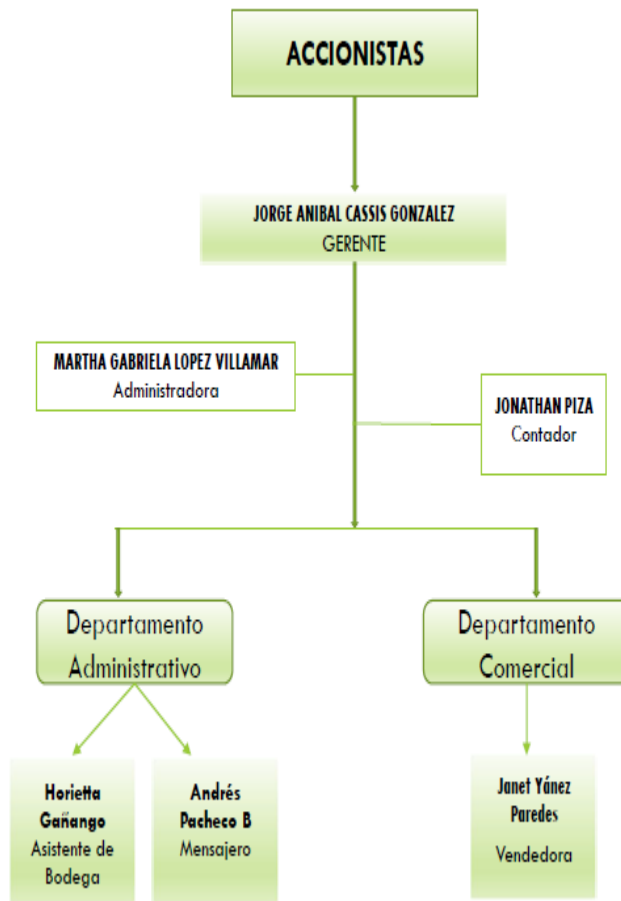 ACCIONISTAS
JORGE ANIBAL CASSIS GONZALEZ
GERENTE
MARTHA GABRIELA LOPEZ VILLAMAR
Administradora
JONATHAN PIZA
Contador
Departamento
Administrativo
Departamento
Comercial
Horietta
Gañango
Asistente de
Bodega
Andrés
Pacheco B
Mensajero
Janet Yánez
Paredes
Vendedora